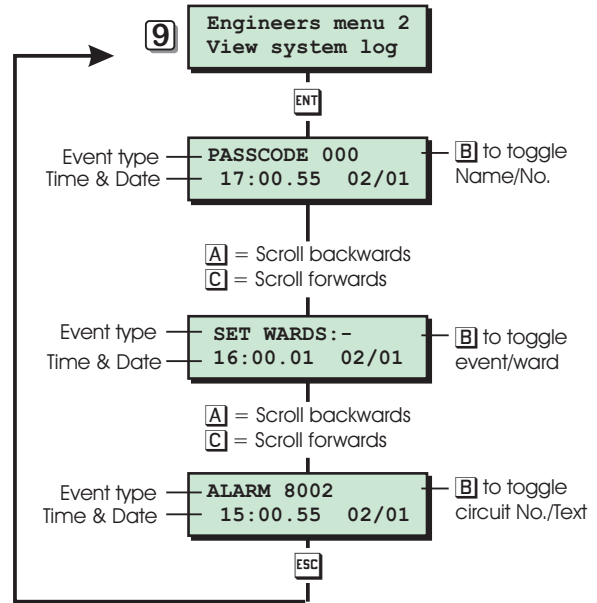 9
Engineers menu 2
View system log
ENT
Event type
PASSCODE 000
B to toggle
Time & Date
17:00.55 02/01
Name/No.
A = Scroll backwards
C = Scroll forwards
Event type
SET WARDS:-
B to toggle
Time & Date
16:00.01 02/01
event/ward
A = Scroll backwards
C = Scroll forwards
Event type
ALARM 8002
B to toggle
Time & Date
15:00.55 02/01
circuit No./Text
ESC